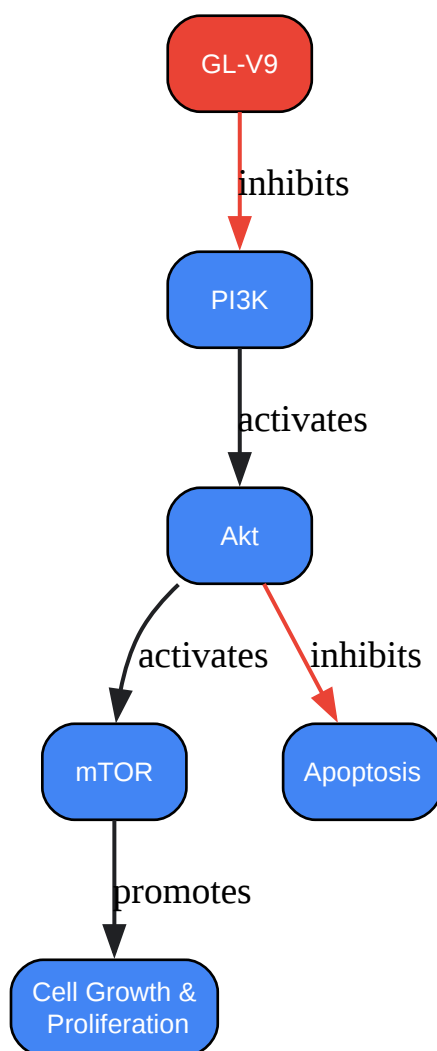 GL-V9
inhibits
PI3K
activates
Akt
activates
inhibits
mTOR
Apoptosis
promotes
Cell Growth &
Proliferation